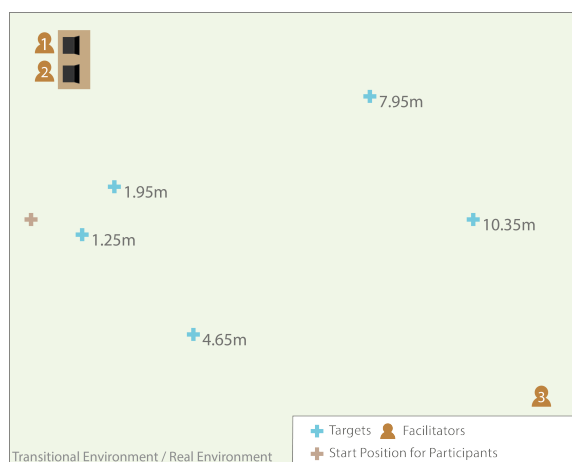 1
2
7.95m
1.95m
10.35m
1.25m
4.65m
3
Targets Facilitators
Start Position for Participants
Transitional Environment / Real Environment